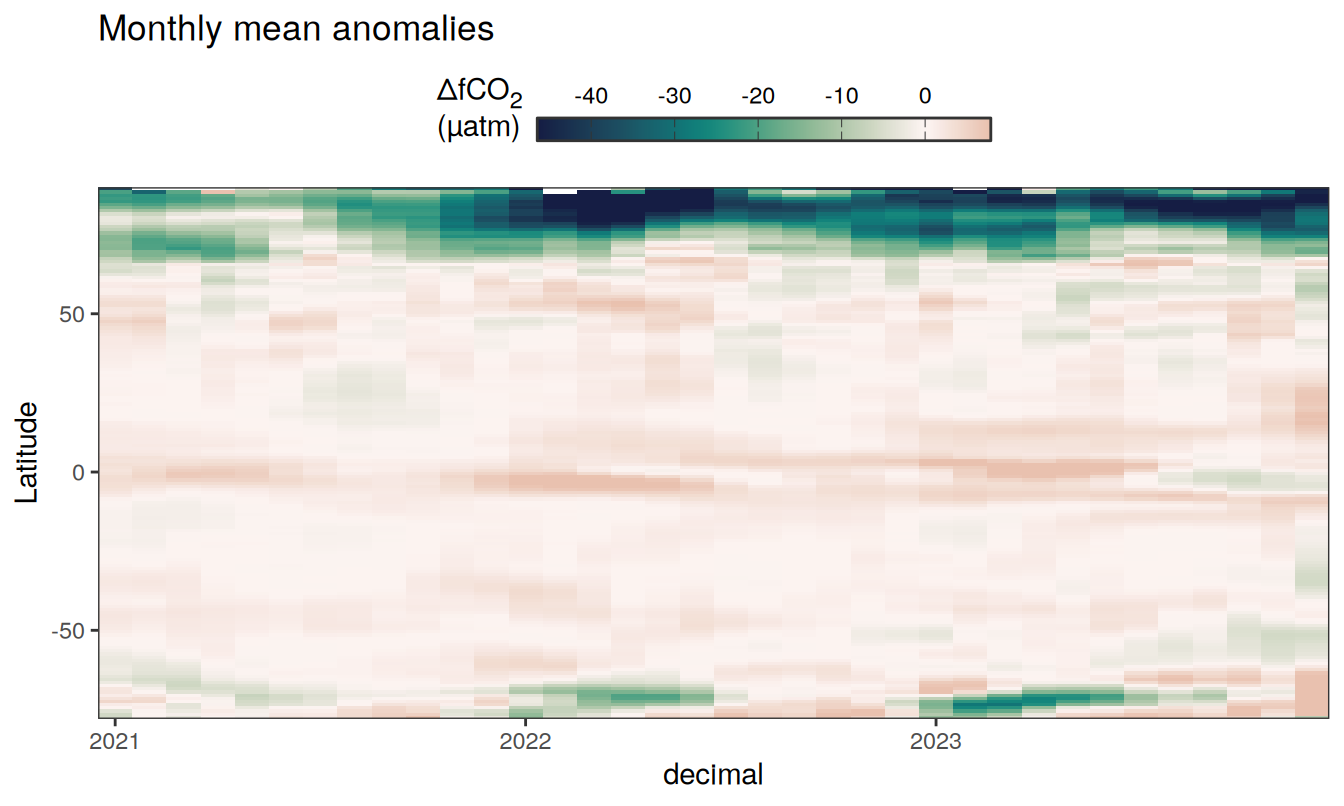 Monthly mean anomalies
ΔfCO₂
(µatm)
-40 -30 -20 -10 0
Latitude
50
0
-50
2021 2022 2023
decimal